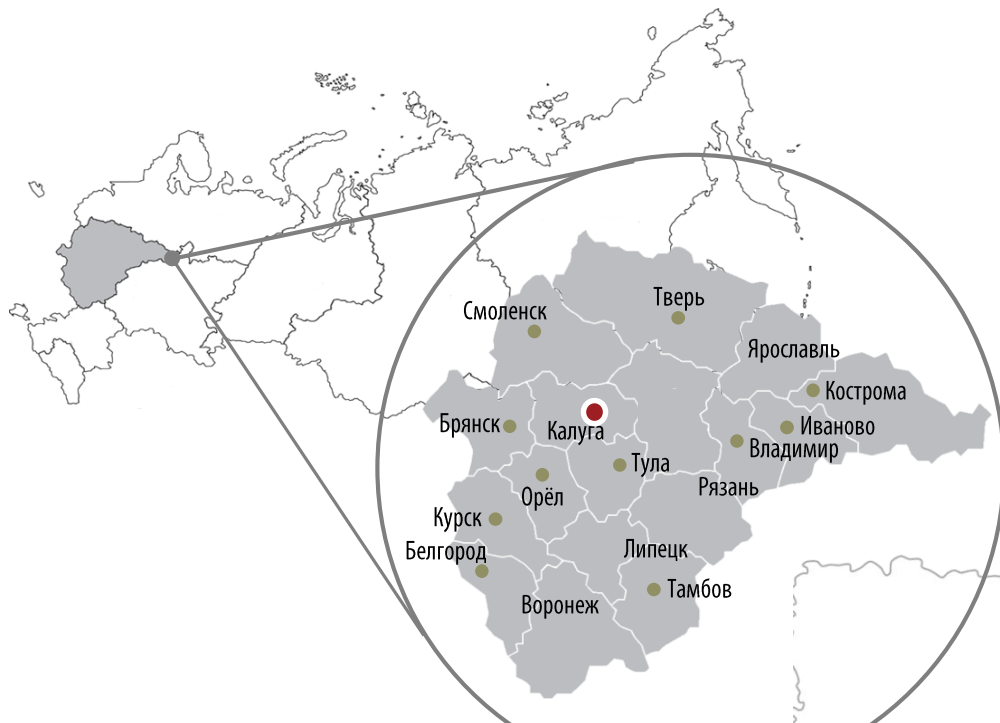 Тверь
Смоленск
Ярославль
Кострома
Брянск
Калуга
Иваново
Владимир
Тула
Рязань
Орёл
Курск
Белгород
Липецк
Тамбов
Воронеж